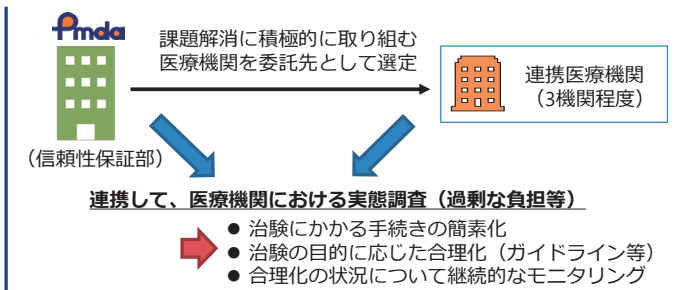 Pmda
課題解消に積極的に取り組む
医療機関を委託先として選定
連携医療機関
（3機関程度）
（信頼性保証部）
連携して、医療機関における実態調査（過剰な負担等）
● 治験にかかる手続きの簡素化
● 治験の目的に応じた合理化（ガイドライン等）
● 合理化の状況について継続的なモニタリング